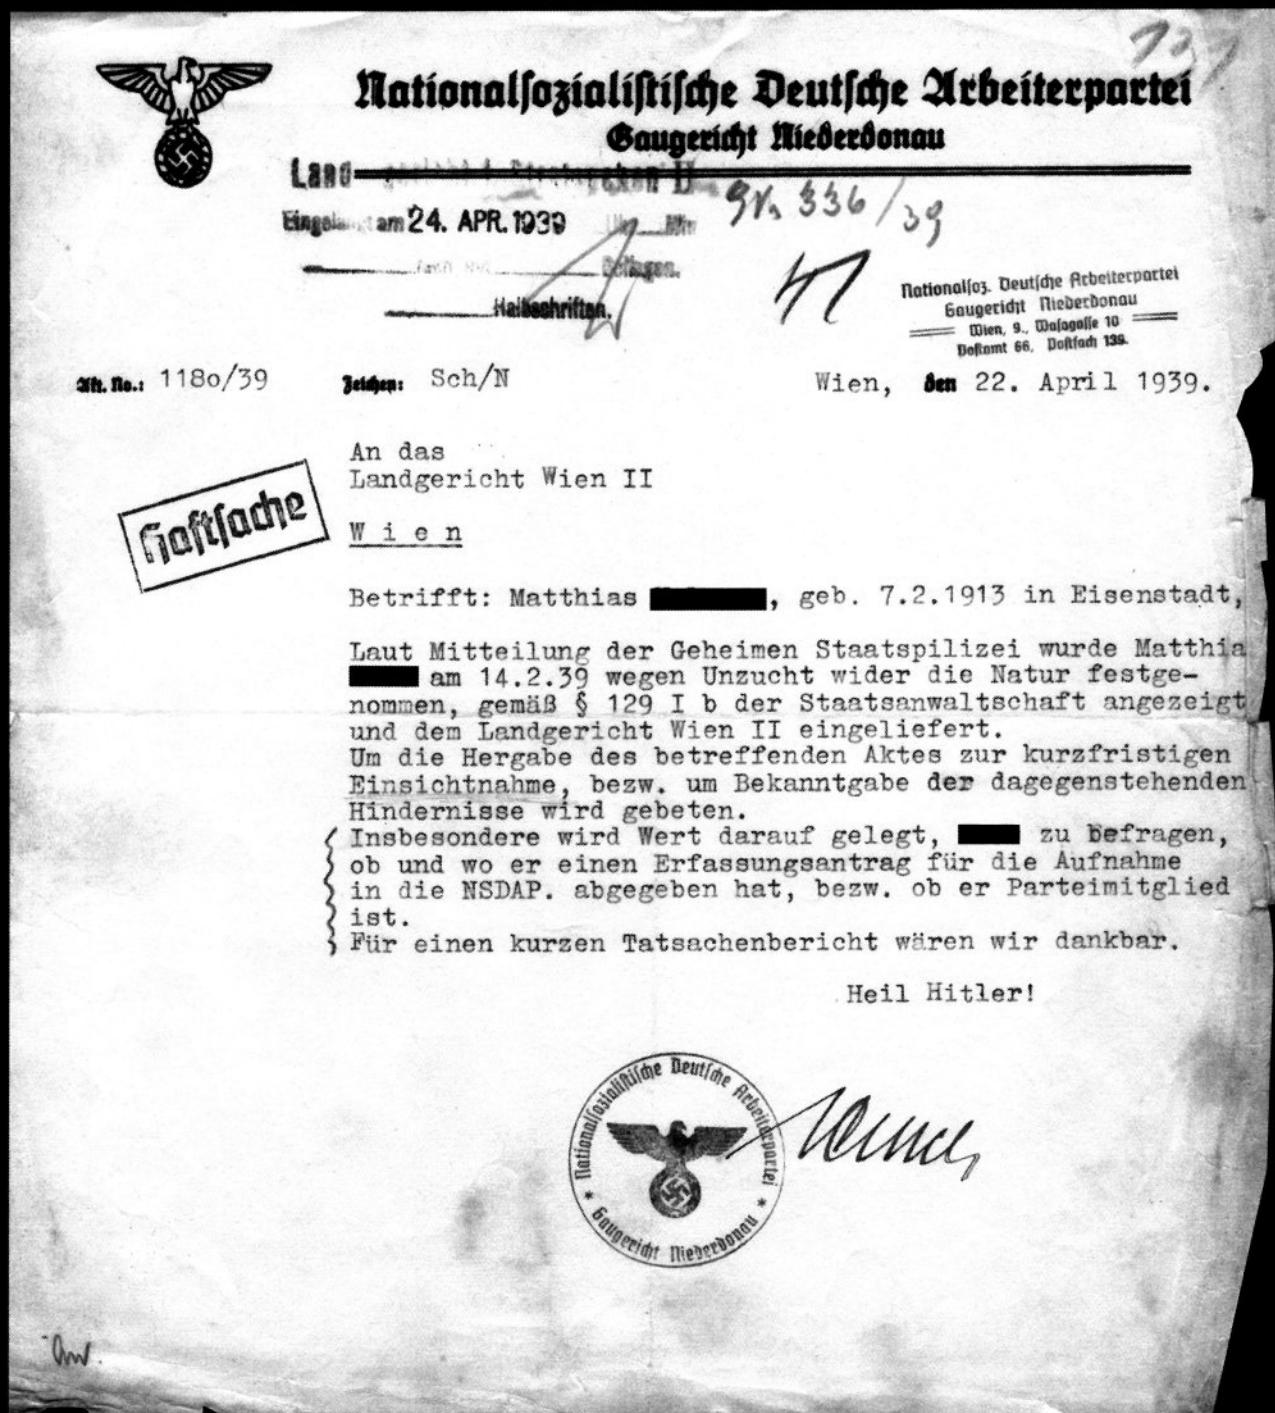 Nationalsozialistische Deutsche Arbeiterpartei
Gaugericht Niederdonau
Land
am 24. APR. 1939
Beilagen.
Halbschriften.
336/39
Nationalsoz. Deutsche Arbeiterpartei
Gaugericht Niederdonau
Wien, 9., Wasagasse 10
Postamt 66, Postfach 139.
Akt. No.: 118o/39 Zeichen: Sch/N Wien, den 22. April 1939.
An das
Landgericht Wien II
Haftsache
W i e n
Betrifft: Matthias , geb. 7.2.1913 in Eisenstadt,
Laut Mitteilung der Geheimen Staatspilizei wurde Matthia
am 14.2.39 wegen Unzucht wider die Natur festge-
nommen, gemäß § 129 I b der Staatsanwaltschaft angezeigt
und dem Landgericht Wien II eingeliefert.
Um die Hergabe des betreffenden Aktes zur kurzfristigen
Einsichtnahme, bezw. um Bekanntgabe der dagegenstehenden
Hindernisse wird gebeten.
Insbesondere wird Wert darauf gelegt, zu befragen,
ob und wo er einen Erfassungsantrag für die Aufnahme
in die NSDAP. abgegeben hat, bezw. ob er Parteimitglied
ist.
Für einen kurzen Tatsachenbericht wären wir dankbar.
Heil Hitler!
Nationalsozialistische Deutsche Arbeiterpartei
* Gaugericht Niederdonau *